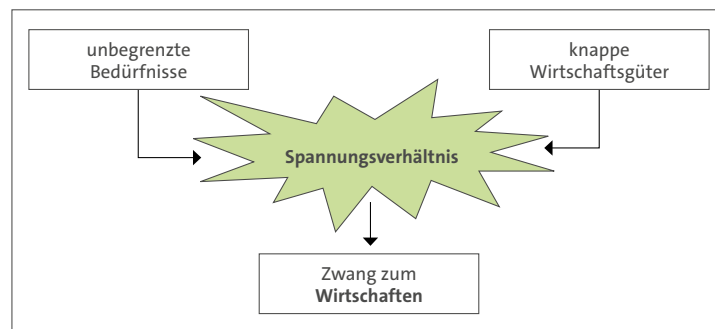 unbegrenzte
Bedürfnisse
knappe
Wirtschaftsgüter
Spannungsverhältnis
Zwang zum
Wirtschaften